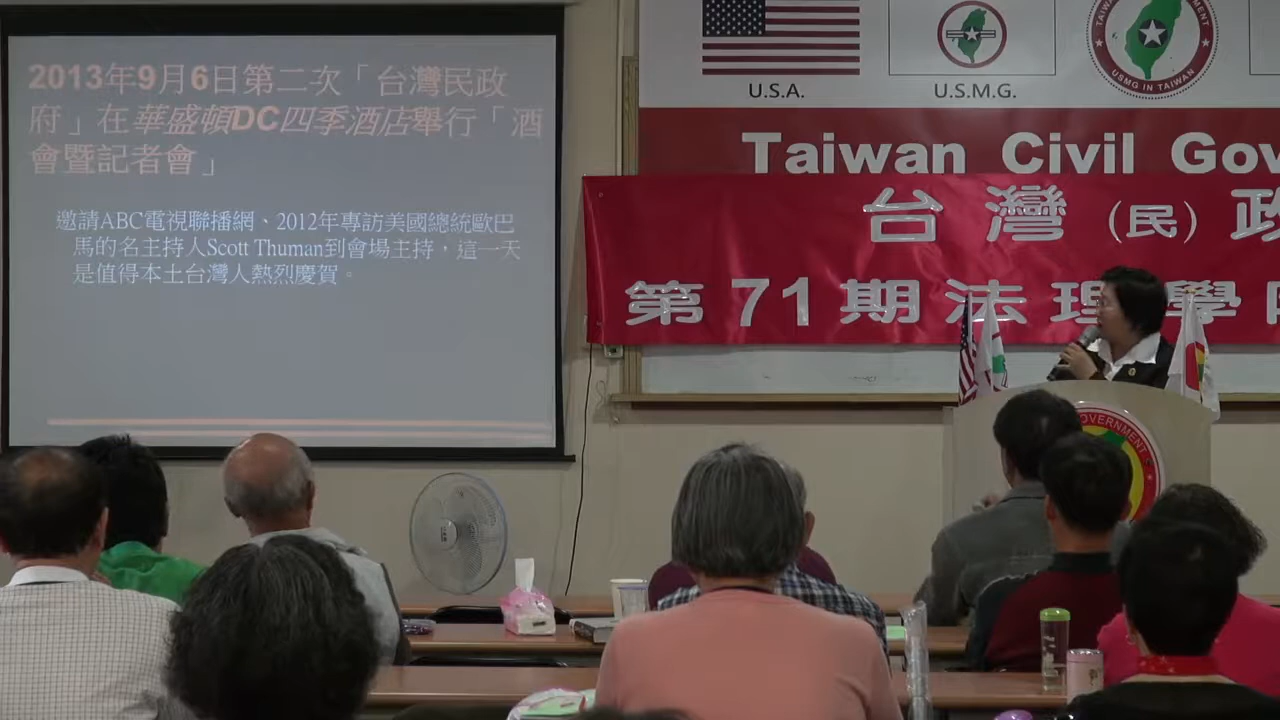 2013年9月6日第二次「台灣民政
府」在華盛頓DC四季酒店舉行「酒
會暨記者會」
邀請ABC電視聯播網、2012年專訪美國總統歐巴
馬的名主持人Scott Thuman到會場主持，這一天
是值得本土台灣人熱烈慶賀。
U.S.A.
U.S.M.G.
USMG IN TAIWAN
Taiwan Civil Gov
台灣(民)政
第71期法理學
GOVERNMENT